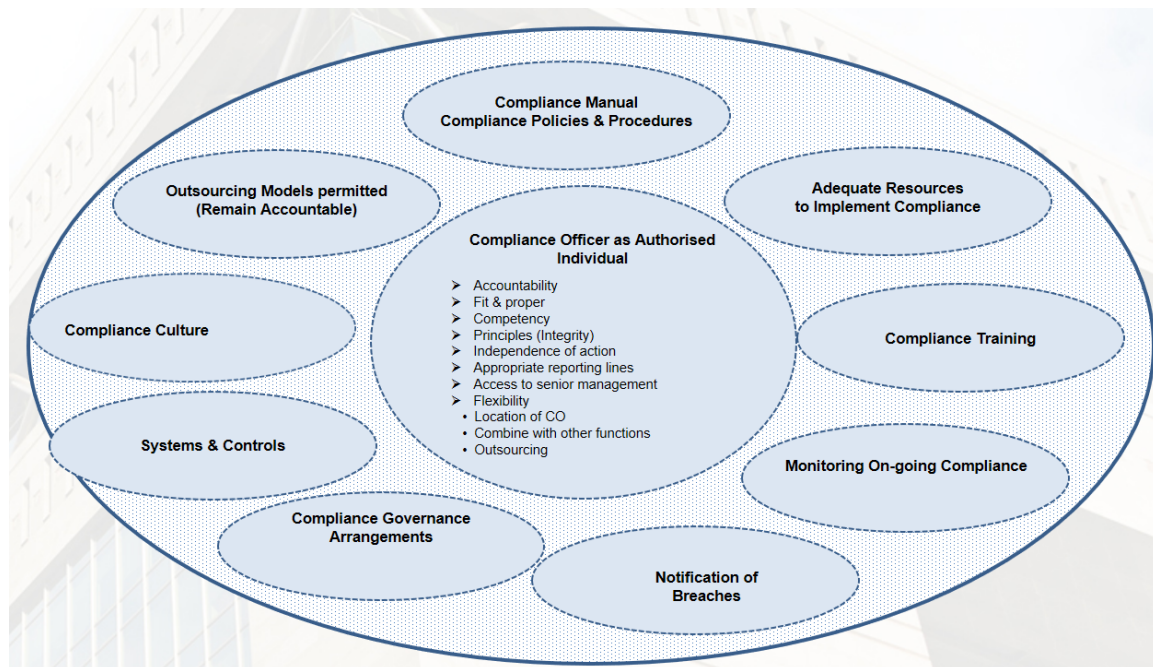 Compliance Manual
Compliance Policies & Procedures
Outsourcing Models permitted
(Remain Accountable)
Adequate Resources
to Implement Compliance
Compliance Officer as Authorised
Individual
➤ Accountability
➤ Fit & proper
➤ Competency
➤ Principles (Integrity)
➤ Independence of action
➤ Appropriate reporting lines
➤ Access to senior management
➤ Flexibility
• Location of CO
• Combine with other functions
• Outsourcing
Compliance Culture
Compliance Training
Systems & Controls
Monitoring On-going Compliance
Compliance Governance
Arrangements
Notification of
Breaches